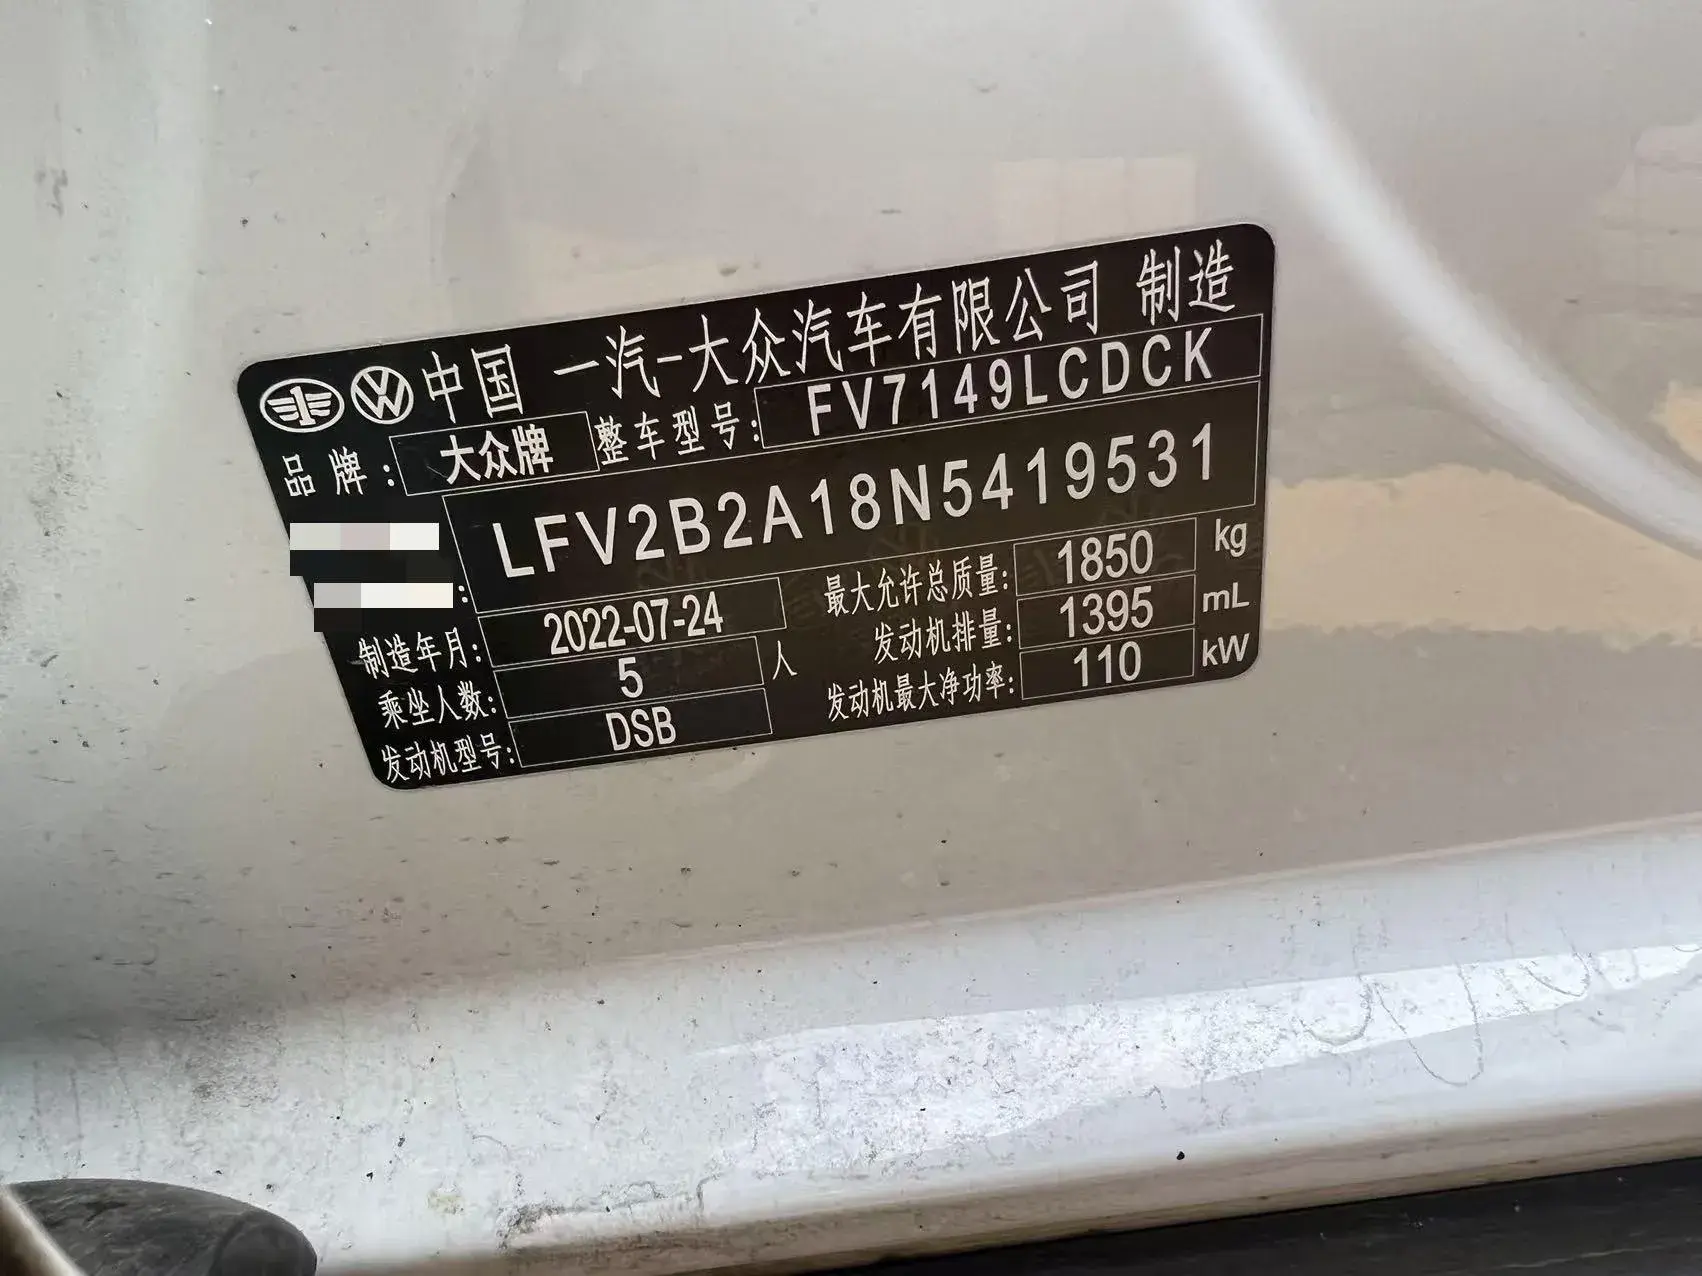 中国 一汽-大众汽车有限公司 制造
品牌: 大众牌 整车型号: FV7149LCDCK
LFV2B2A18N5419531
:
制造年月: 2022-07-24 最大允许总质量: 1850 kg
乘坐人数: 5 人 发动机排量: 1395 mL
发动机型号: DSB 发动机最大净功率: 110 kW